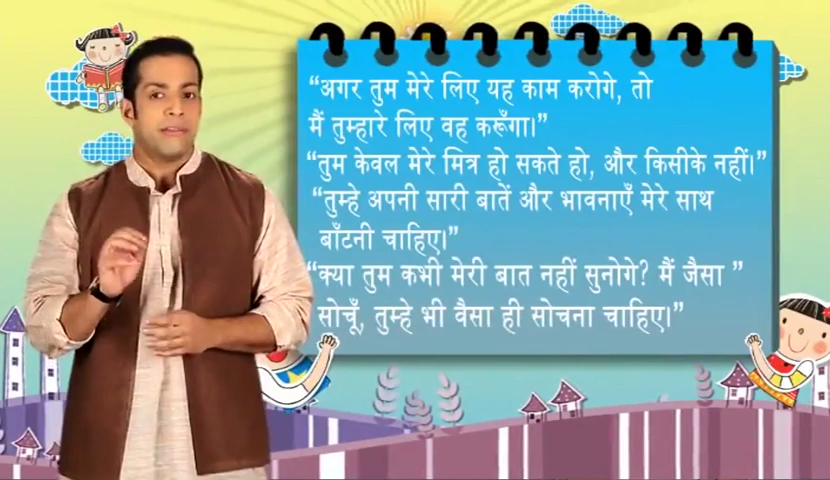 “अगर तुम मेरे लिए यह काम करोगे, तो
मैं तुम्हारे लिए वह करूँगा।”
“तुम केवल मेरे मित्र हो सकते हो, और किसीके नहीं।”
“तुम्हे अपनी सारी बातें और भावनाएँ मेरे साथ
बाँटनी चाहिए।”
“क्या तुम कभी मेरी बात नहीं सुनोगे? मैं जैसा ”
सोचूँ, तुम्हे भी वैसा ही सोचना चाहिए।”